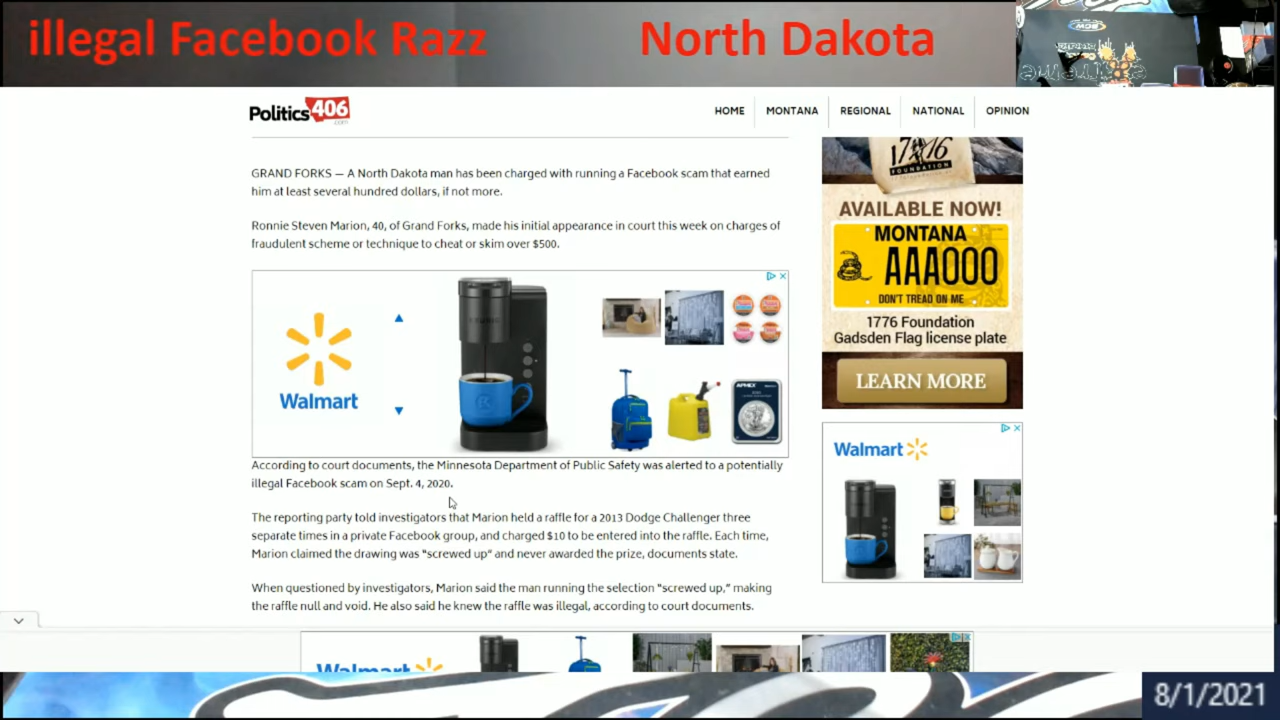 illegal Facebook Razz
North Dakota
Politics406
.com
HOME
MONTANA
REGIONAL
NATIONAL
OPINION
GRAND FORKS — A North Dakota man has been charged with running a Facebook scam that earned
him at least several hundred dollars, if not more.
Ronnie Steven Marion, 40, of Grand Forks, made his initial appearance in court this week on charges of
fraudulent scheme or technique to cheat or skim over $500.
Walmart
KEURIG
APMEX
According to court documents, the Minnesota Department of Public Safety was alerted to a potentially
illegal Facebook scam on Sept. 4, 2020.
The reporting party told investigators that Marion held a raffle for a 2013 Dodge Challenger three
separate times in a private Facebook group, and charged $10 to be entered into the raffle. Each time,
Marion claimed the drawing was "screwed up" and never awarded the prize, documents state.
When questioned by investigators, Marion said the man running the selection "screwed up," making
the raffle null and void. He also said he knew the raffle was illegal, according to court documents.
1776
FOUNDATION
AVAILABLE NOW!
MONTANA
AAA000
DON'T TREAD ON ME
1776 Foundation
Gadsden Flag license plate
LEARN MORE
Walmart
Walmart
8/1/2021